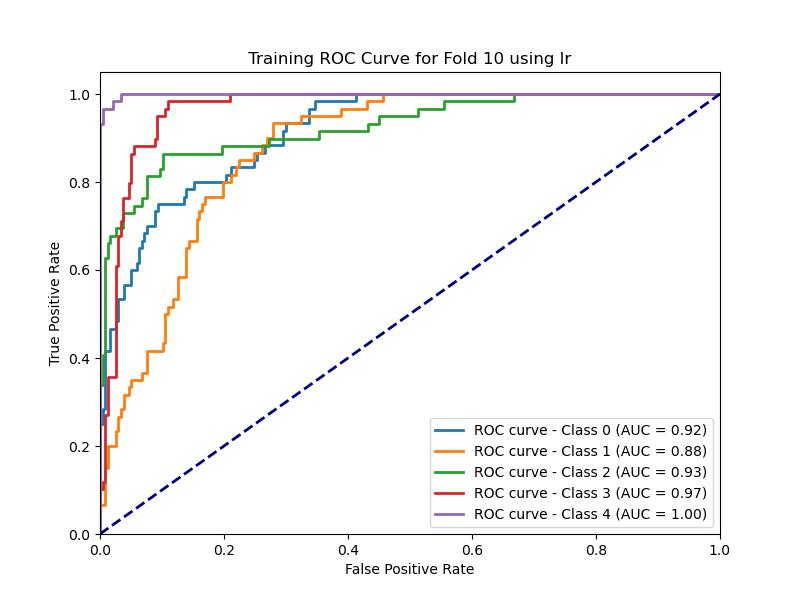 Training ROC Curve for Fold 10 using lr
True Positive Rate
1.0
0.8
0.6
0.4
0.2
0.0
ROC curve - Class 0 (AUC = 0.92)
ROC curve - Class 1 (AUC = 0.88)
ROC curve - Class 2 (AUC = 0.93)
ROC curve - Class 3 (AUC = 0.97)
ROC curve - Class 4 (AUC = 1.00)
0.0 0.2 0.4 0.6 0.8 1.0
False Positive Rate